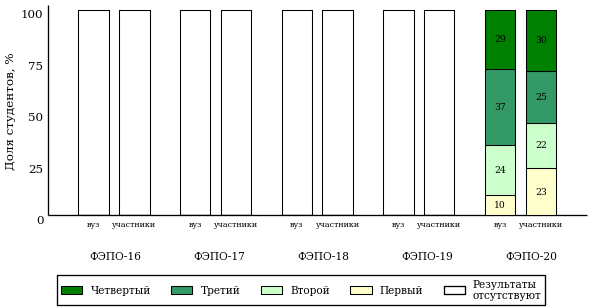 Доля студентов, %
100
75
50
25
0
29
37
24
10
30
25
22
23
вуз участники вуз участники вуз участники вуз участники вуз участники
ФЭПО-16 ФЭПО-17 ФЭПО-18 ФЭПО-19 ФЭПО-20
Четвертый Третий Второй Первый Результаты
отсутствуют